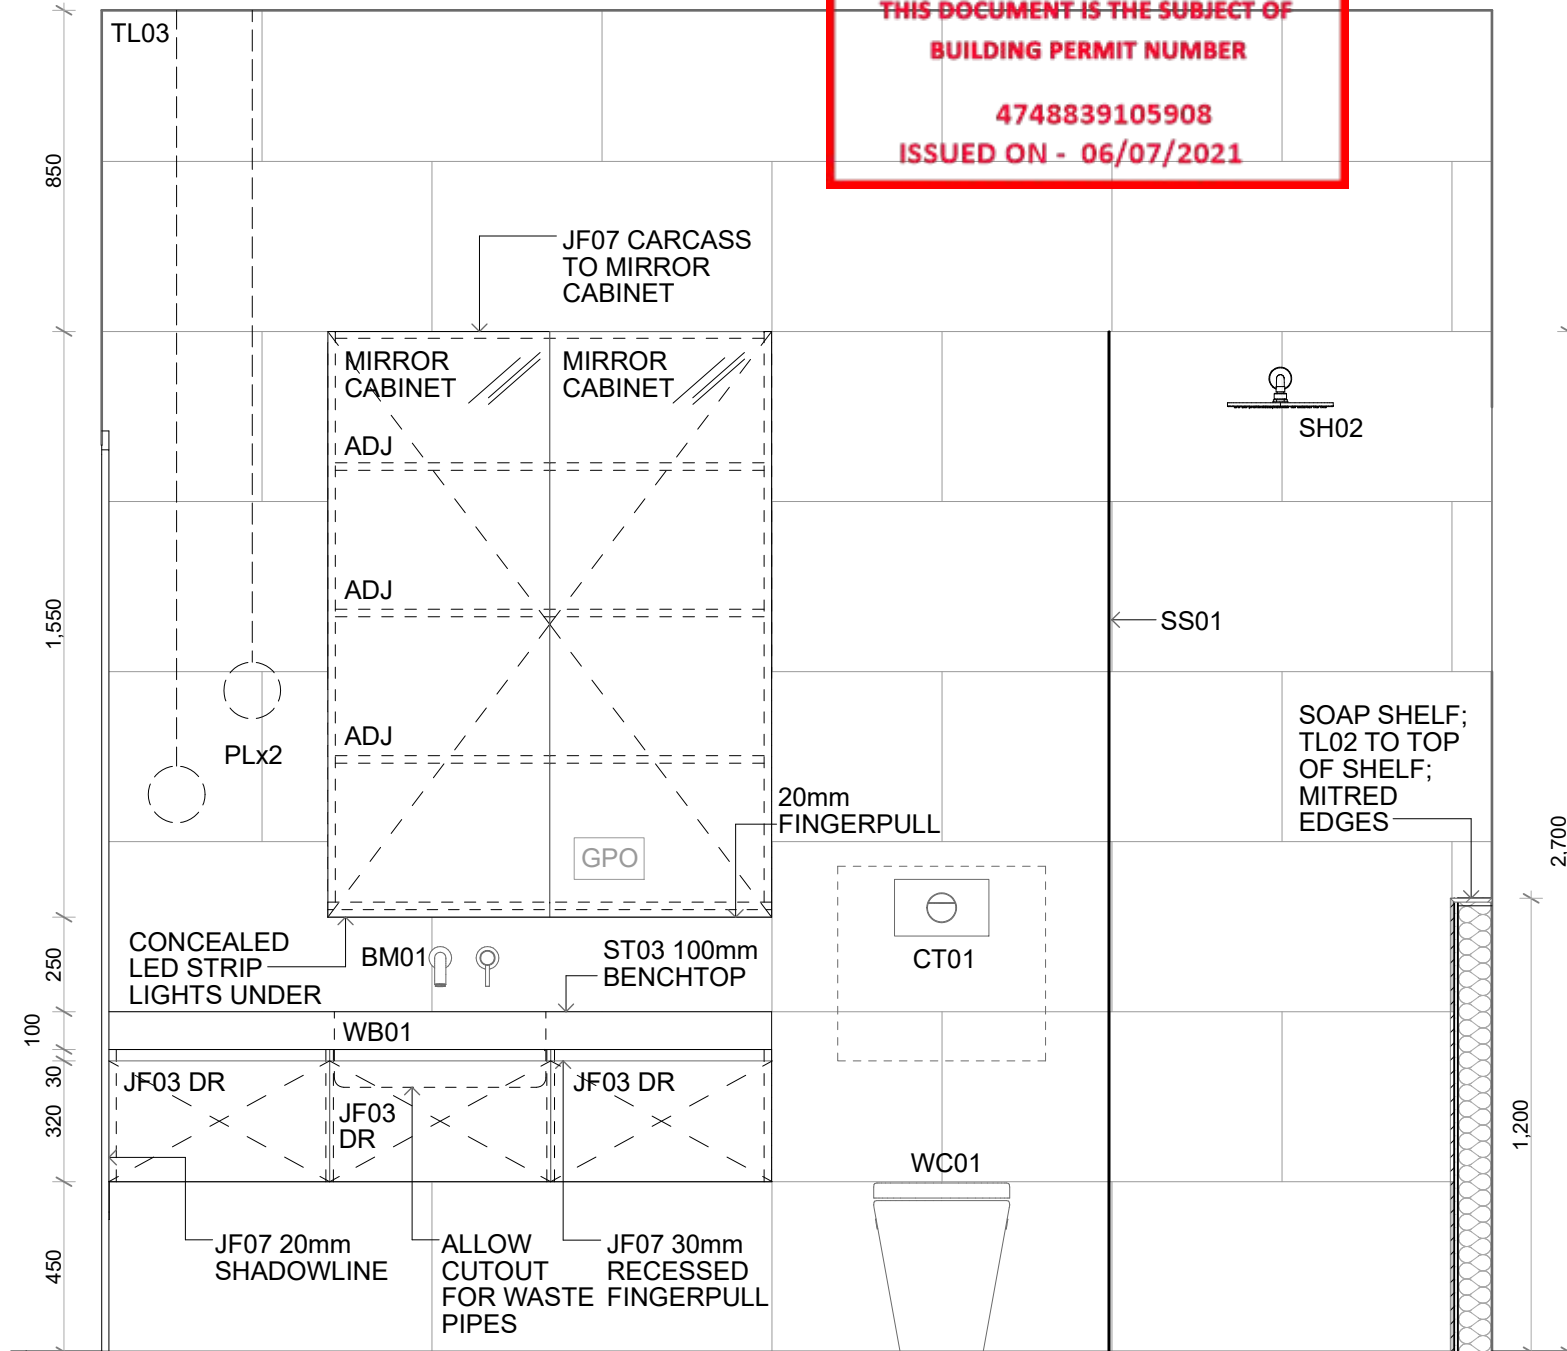 THIS DOCUMENT IS THE SUBJECT OF
BUILDING PERMIT NUMBER
4748839105908
ISSUED ON - 06/07/2021
TL03
850
JF07 CARCASS
TO MIRROR
CABINET
MIRROR
CABINET
MIRROR
CABINET
SH02
ADJ
ADJ
1,550
SS01
ADJ
PLx2
SOAP SHELF;
TL02 TO TOP
OF SHELF;
MITRED
EDGES
20mm
FINGERPULL
2,700
GPO
CONCEALED
LED STRIP
LIGHTS UNDER
BM01
ST03 100mm
BENCHTOP
CT01
250
100
WB01
30
JF03 DR
JF03
DR
JF03 DR
320
1,200
WC01
JF07 20mm
SHADOWLINE
ALLOW
CUTOUT
FOR WASTE
PIPES
JF07 30mm
RECESSED
FINGERPULL
450